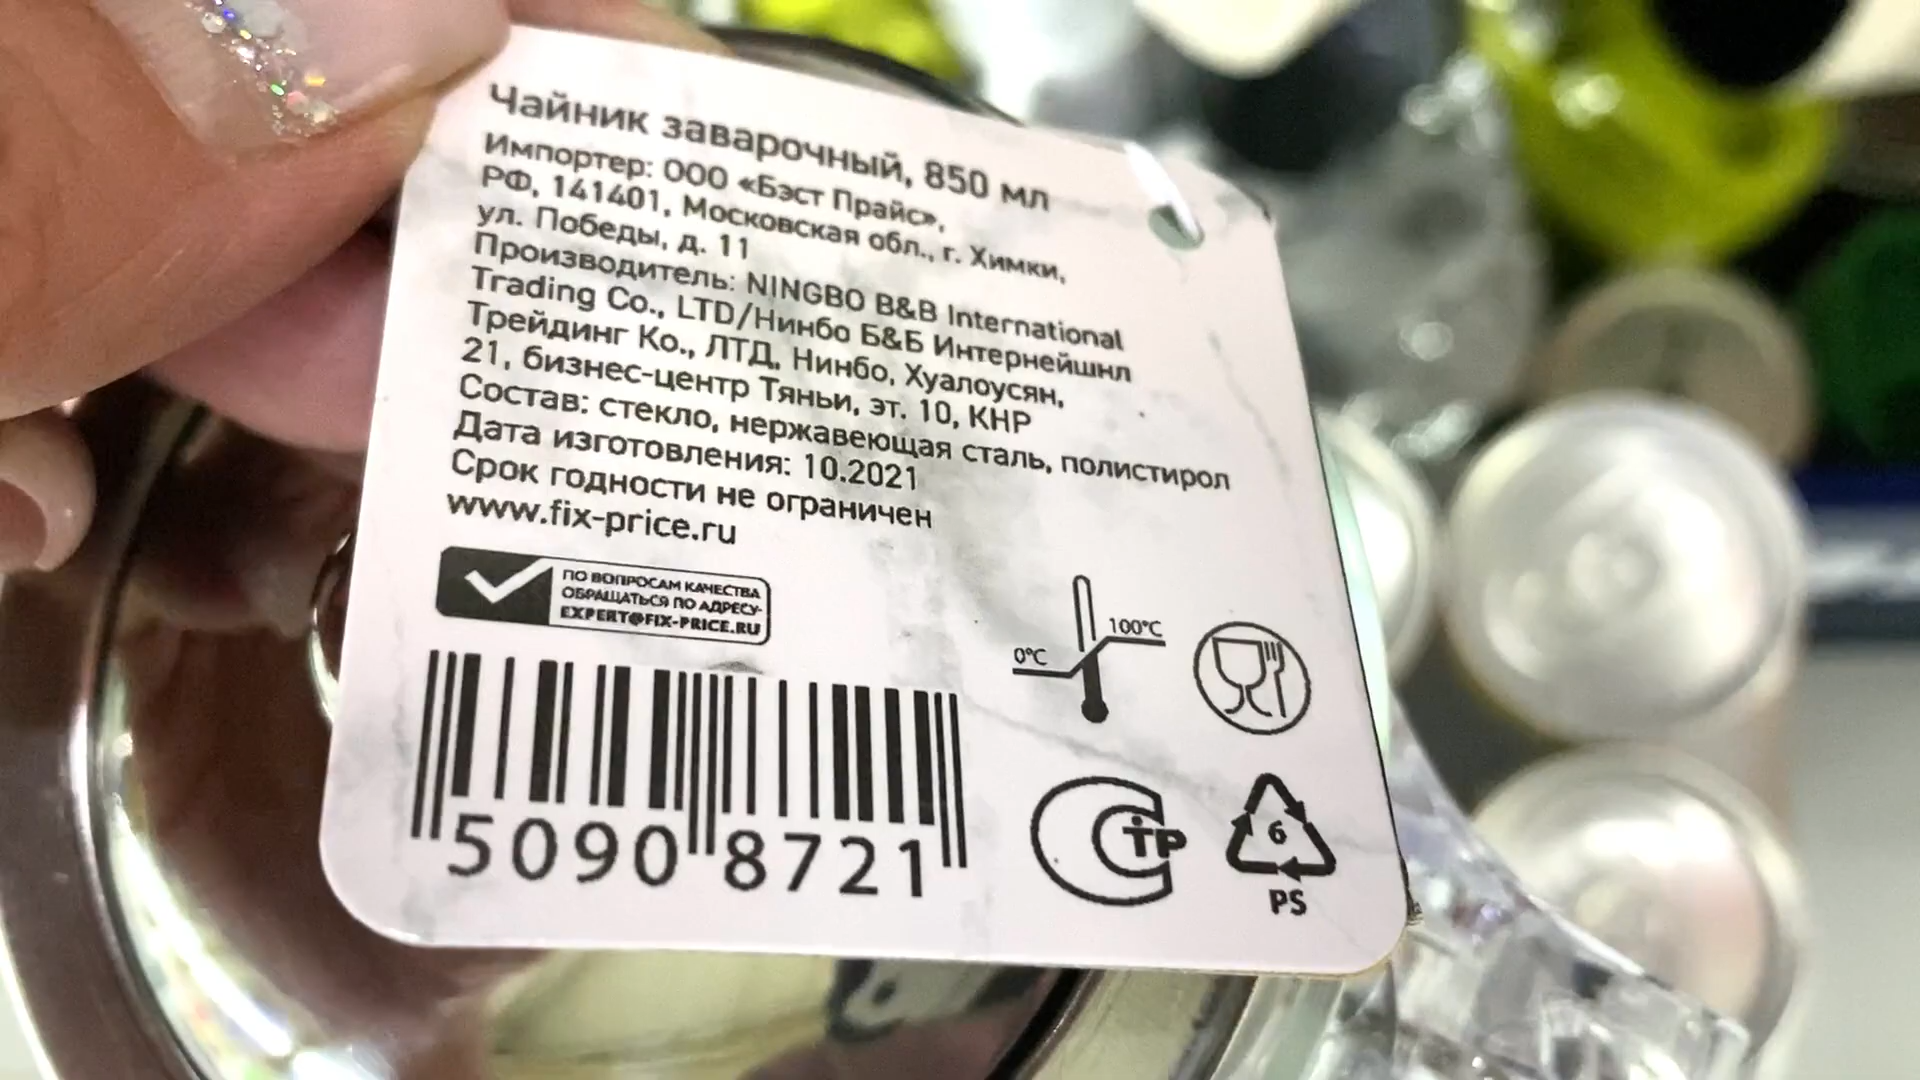 Чайник заварочный, 850 мл
Импортер: ООО «Бэст Прайс»,
РФ, 141401, Московская обл., г. Химки,
ул. Победы, д. 11
Производитель: NINGBO B&B International
Trading Co., LTD/Нинбо Б&Б Интернейшнл
Трейдинг Ко., ЛТД, Нинбо, Хуалоусян,
21, бизнес-центр Тяньи, эт. 10, КНР
Состав: стекло, нержавеющая сталь, полистирол
Дата изготовления: 10.2021
Срок годности не ограничен
www.fix-price.ru
ПО ВОПРОСАМ КАЧЕСТВА
ОБРАЩАТЬСЯ ПО АДРЕСУ:
EXPERT@FIX-PRICE.RU
100°C
0°C
5090 8721
СТР
6
PS